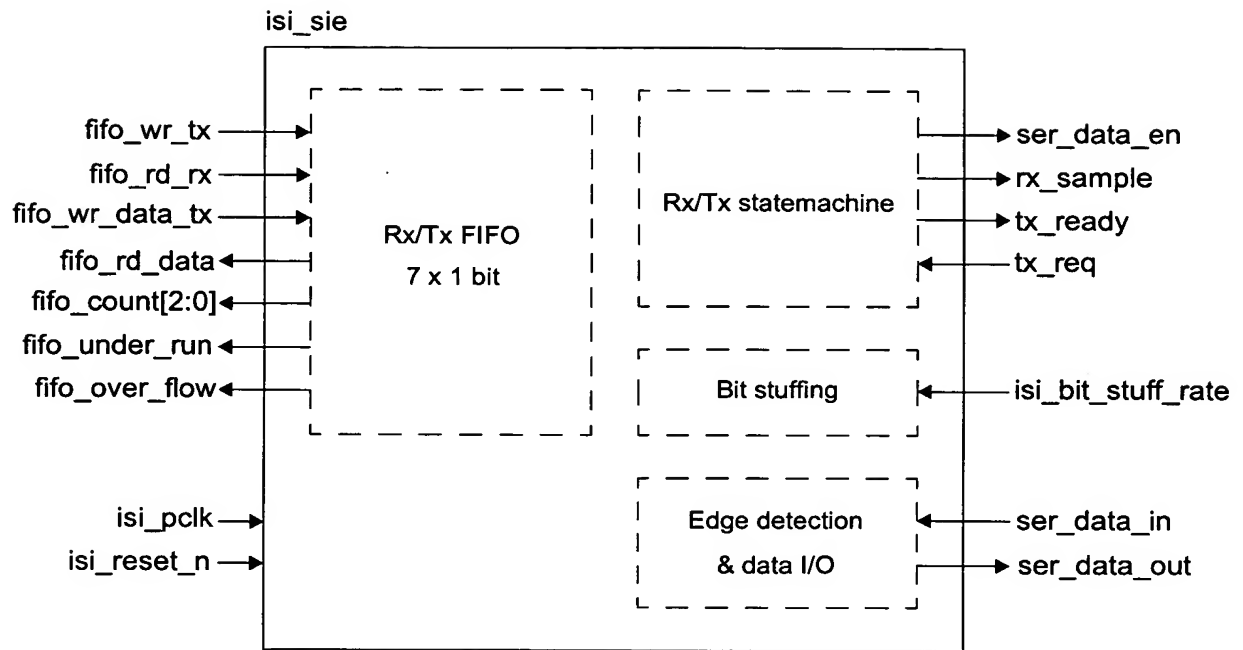 isi_sie
fifo_wr_tx
fifo_rd_rx
fifo_wr_data_tx
fifo_rd_data
fifo_count[2:0]
fifo_under_run
fifo_over_flow
isi_pclk
isi_reset_n
Rx/Tx FIFO
7 x 1 bit
Rx/Tx statemachine
Bit stuffing
Edge detection
& data I/O
ser_data_en
rx_sample
tx_ready
tx_req
isi_bit_stuff_rate
ser_data_in
ser_data_out